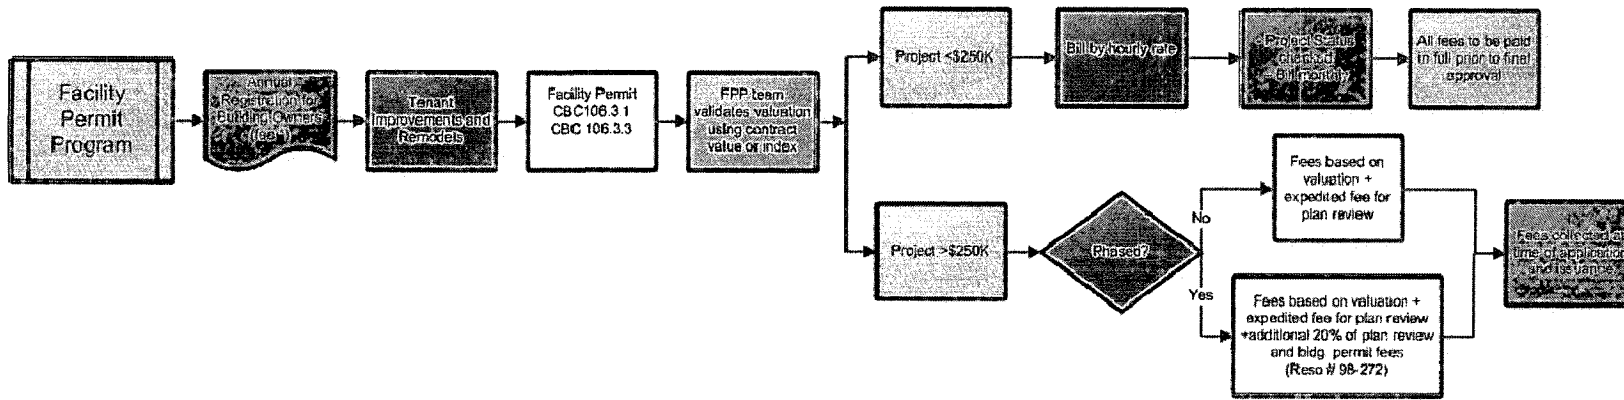 Facility
Permit
Program
Annual
Registration for
Building Owners
Tenant
Improvements and
Remodels
Facility Permit
CBC106.3.1
CBC 106.3.3
FPP team
validates valuation
using contract
value or index
Project <$250K
Bill by hourly rate
Project Status
checked
Bill monthly
All fees to be paid
in full prior to final
approval
Project >$250K
Phased?
No
Fees based on
valuation +
expedited fee for
plan review
Yes
Fees based on valuation +
expedited fee for plan review
+additional 20% of plan review
and bldg. permit fees
(Reso # 98-272)
Fees collected at
time of application
and issuance